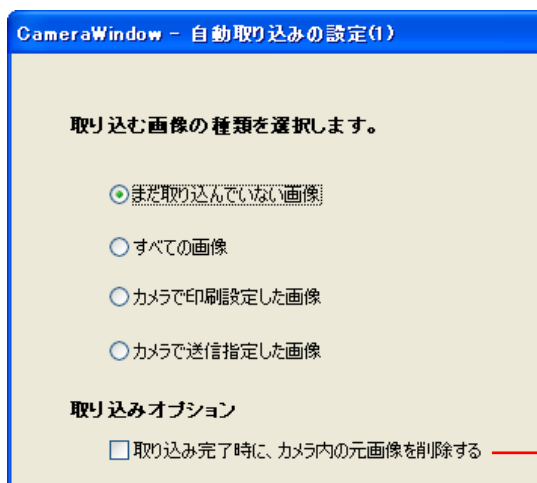 CameraWindow - 自動取り込みの設定(1)
取り込む画像の種類を選択します。
まだ取り込んでいない画像
すべての画像
カメラで印刷設定した画像
カメラで送信指定した画像
取り込みオプション
取り込み完了時に、カメラ内の元画像を削除する